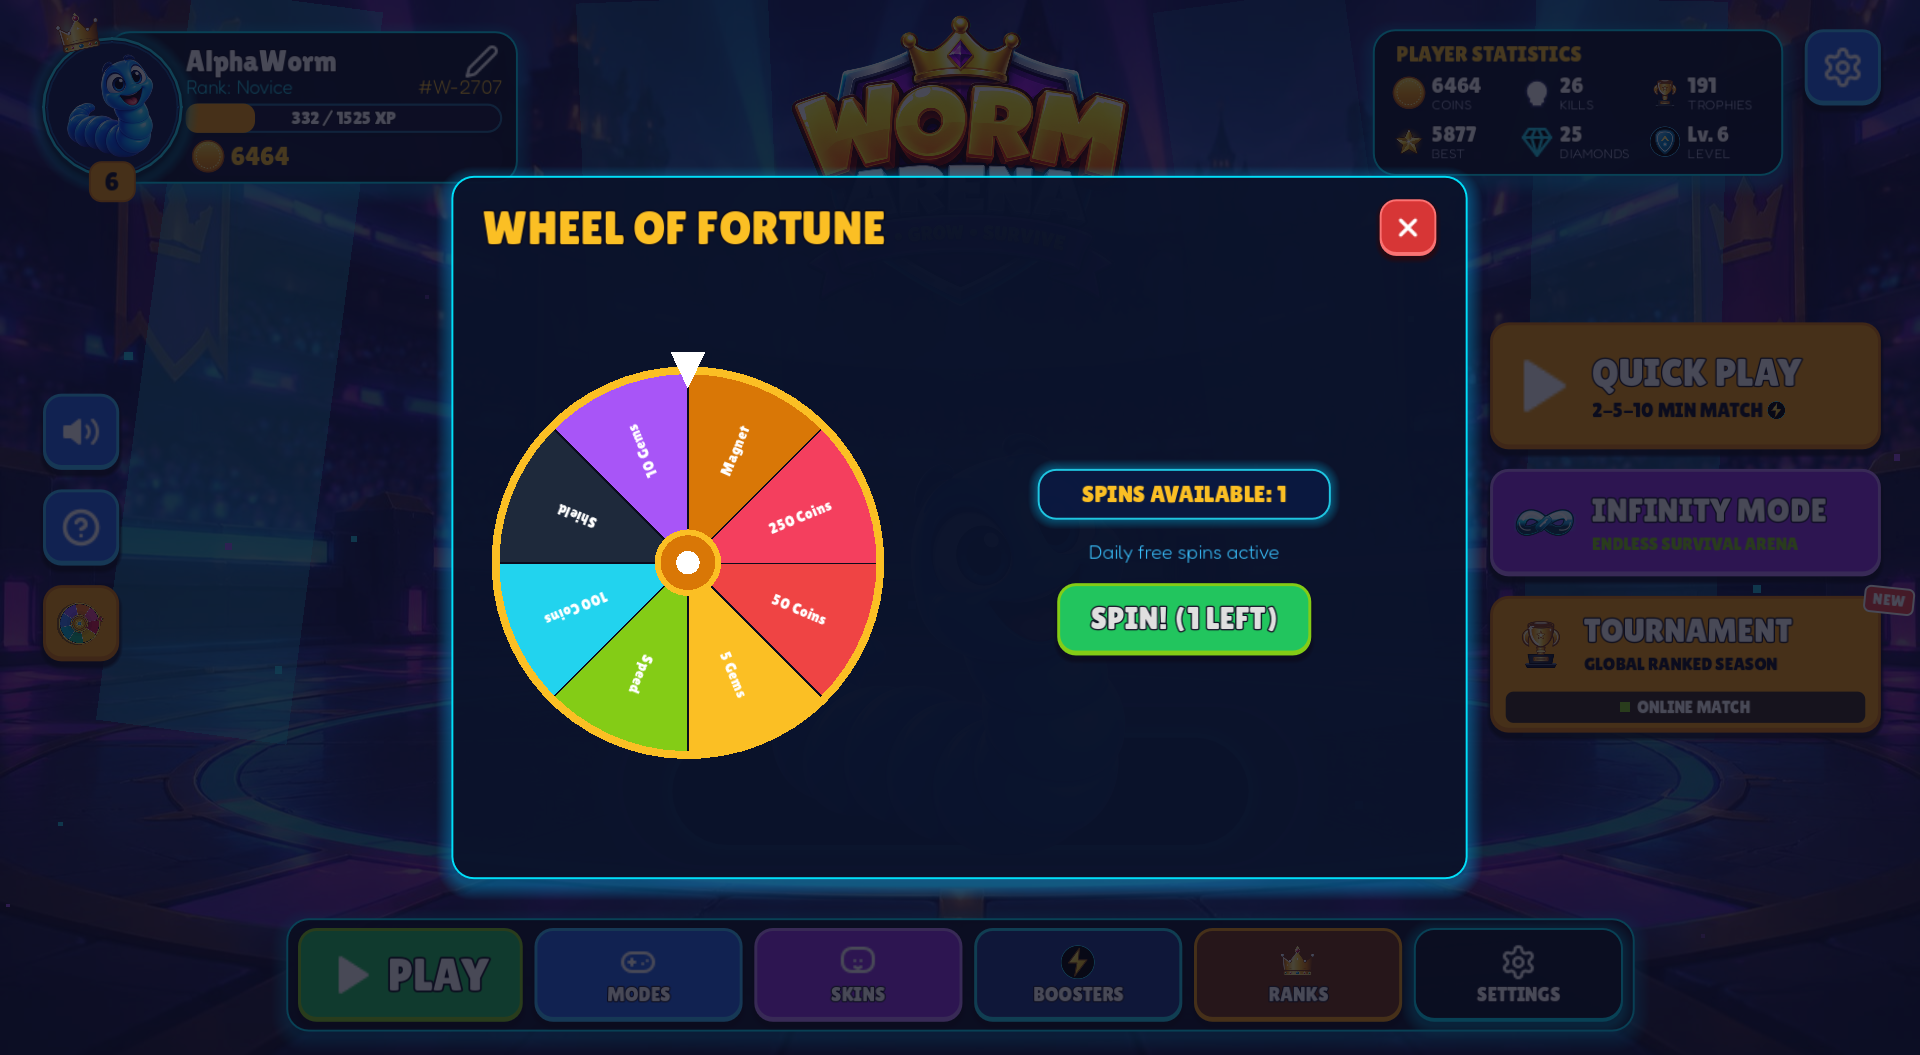 AlphaWorm
Rank: Novice
#W-2707
332 / 1525 XP
6464
6
WORM
ARENA
PLAYER STATISTICS
6464
COINS
26
KILLS
191
TROPHIES
5877
BEST
25
DIAMONDS
Lv. 6
LEVEL
WHEEL OF FORTUNE
Magnet
250 Coins
50 Coins
5 Gems
Speed
100 Coins
Shield
10 Gems
SPINS AVAILABLE: 1
Daily free spins active
SPIN! (1 LEFT)
QUICK PLAY
2-5-10 MIN MATCH
INFINITY MODE
ENDLESS SURVIVAL ARENA
NEW
TOURNAMENT
GLOBAL RANKED SEASON
ONLINE MATCH
PLAY
MODES
SKINS
BOOSTERS
RANKS
SETTINGS